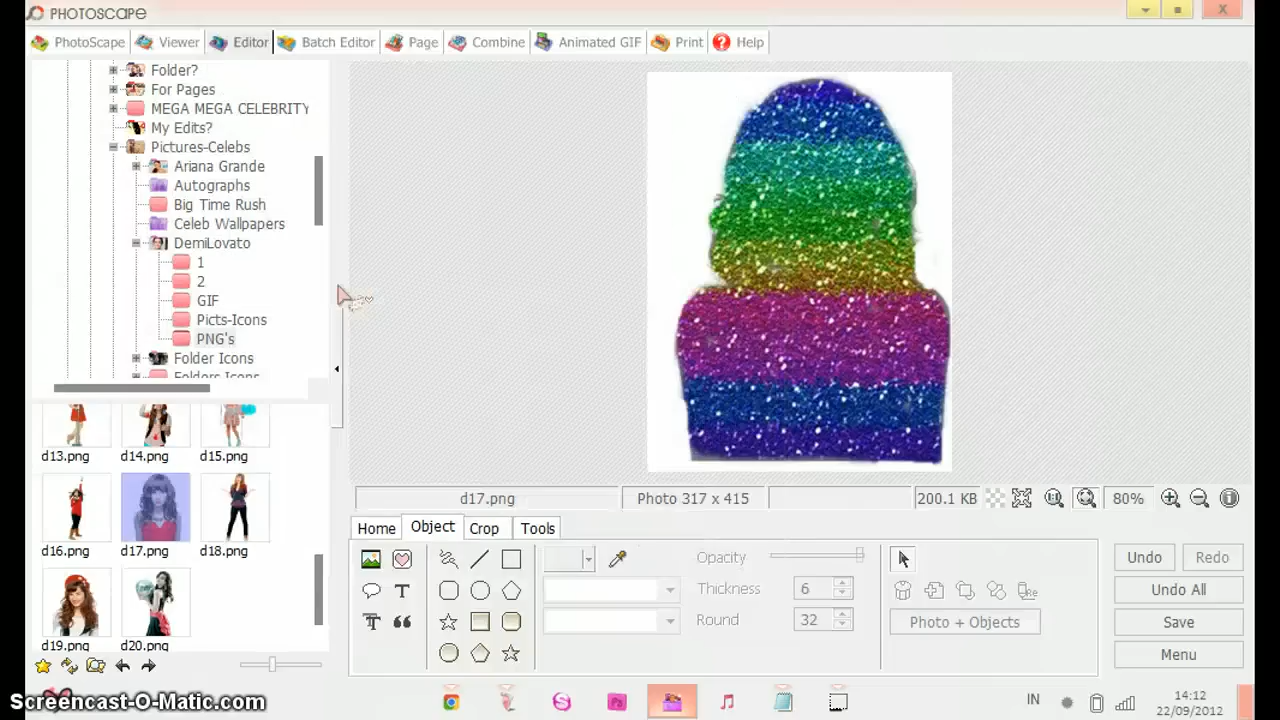 PHOTOSCAPE
PhotoScape
Viewer
Editor
Batch Editor
Page
Combine
Animated GIF
Print
Help
Folder?
For Pages
MEGA MEGA CELEBRITY
My Edits?
Pictures-Celebs
Ariana Grande
Autographs
Big Time Rush
Celeb Wallpapers
DemiLovato
1
2
GIF
Picts-Icons
PNG's
Folder Icons
Folders Icons
d13.png d14.png d15.png
d16.png d17.png d18.png
d19.png d20.png
d17.png
Photo 317 x 415
200.1 KB
80%
Home Object Crop Tools
Opacity
Thickness 6
Round 32
Photo + Objects
Undo Redo
Undo All
Save
Menu
Screencast-O-Matic.com
IN
14:12
22/09/2012